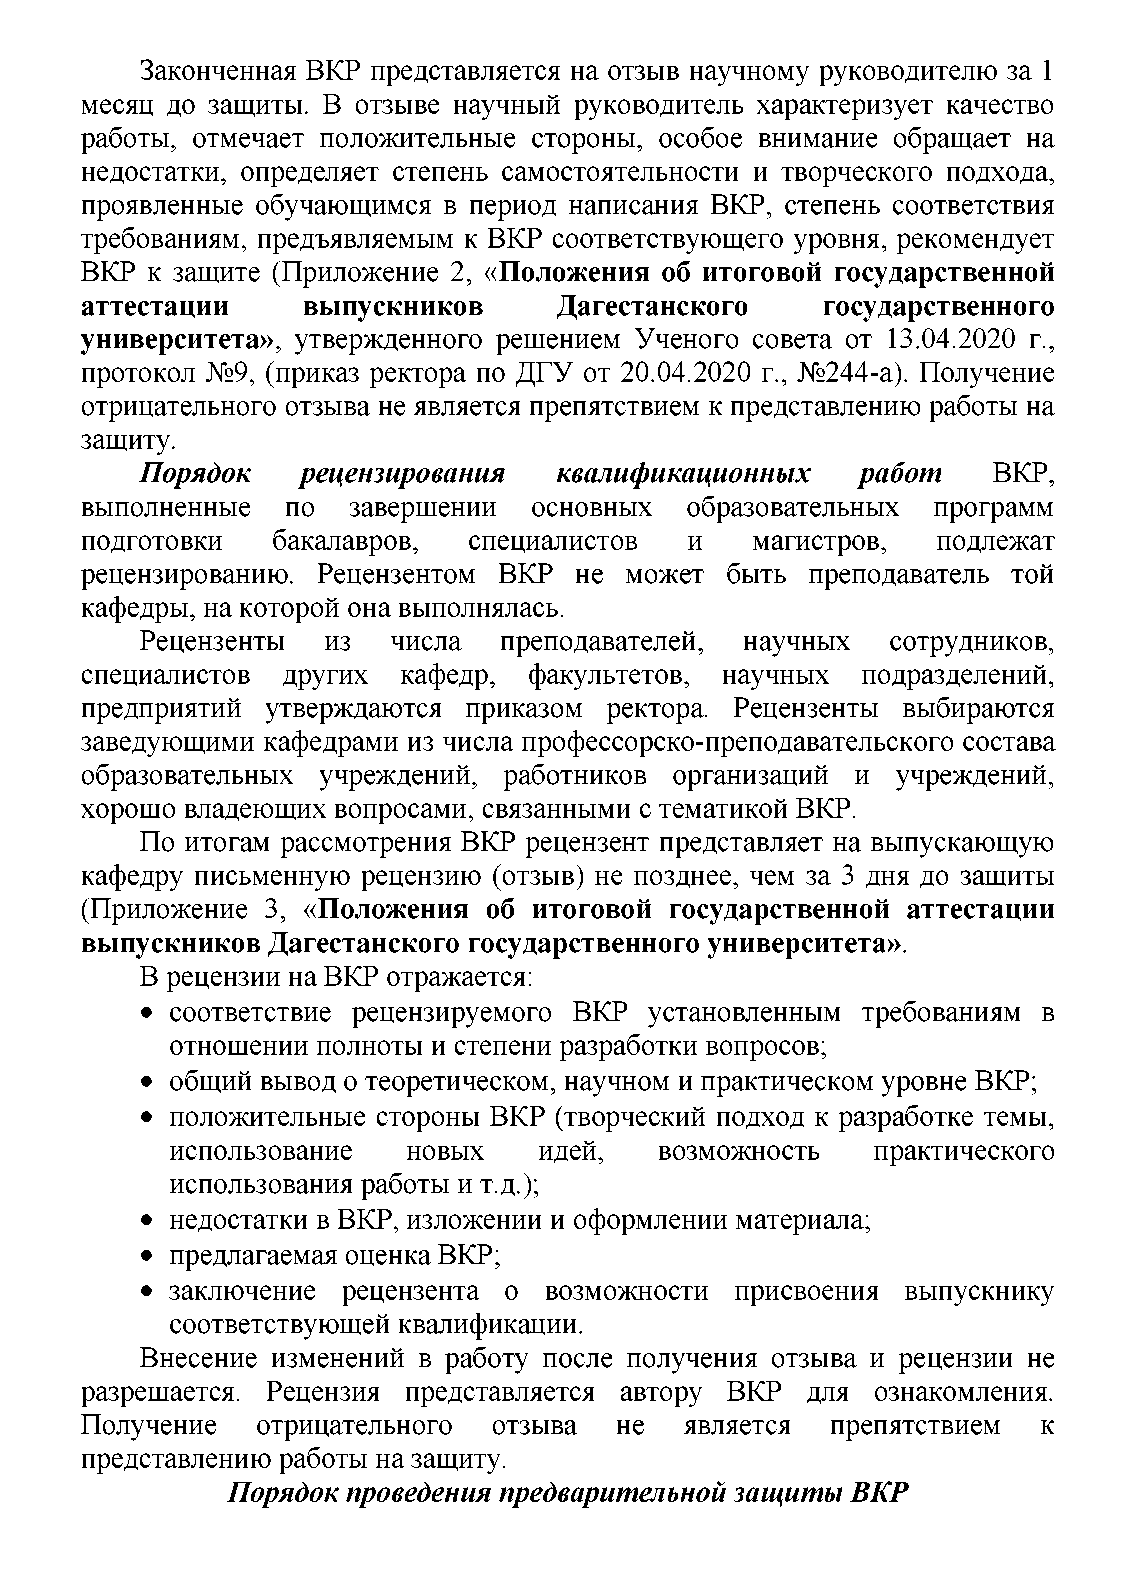 Законченная ВКР представляется на отзыв научному руководителю за 1
месяц до защиты. В отзыве научный руководитель характеризует качество
работы, отмечает положительные стороны, особое внимание обращает на
недостатки, определяет степень самостоятельности и творческого подхода,
проявленные обучающимся в период написания ВКР, степень соответствия
требованиям, предъявляемым к ВКР соответствующего уровня, рекомендует
ВКР к защите (Приложение 2, «Положения об итоговой государственной
аттестации выпускников Дагестанского государственного
университета», утвержденного решением Ученого совета от 13.04.2020 г.,
протокол №9, (приказ ректора по ДГУ от 20.04.2020 г., №244-а). Получение
отрицательного отзыва не является препятствием к представлению работы на
защиту.
Порядок рецензирования квалификационных работ ВКР,
выполненные по завершении основных образовательных программ
подготовки бакалавров, специалистов и магистров, подлежат
рецензированию. Рецензентом ВКР не может быть преподаватель той
кафедры, на которой она выполнялась.
Рецензенты из числа преподавателей, научных сотрудников,
специалистов других кафедр, факультетов, научных подразделений,
предприятий утверждаются приказом ректора. Рецензенты выбираются
заведующими кафедрами из числа профессорско-преподавательского состава
образовательных учреждений, работников организаций и учреждений,
хорошо владеющих вопросами, связанными с тематикой ВКР.
По итогам рассмотрения ВКР рецензент представляет на выпускающую
кафедру письменную рецензию (отзыв) не позднее, чем за 3 дня до зашиты
(Приложение 3, «Положения об итоговой государственной аттестации
выпускников Дагестанского государственного университета».
В рецензии на ВКР отражается:
• соответствие рецензируемого ВКР установленным требованиям в
отношении полноты и степени разработки вопросов;
• общий вывод о теоретическом, научном и практическом уровне ВКР;
• положительные стороны ВКР (творческий подход к разработке темы,
использование новых идей, возможность практического
использования работы и т.д.);
• недостатки в ВКР, изложении и оформлении материала;
• предлагаемая оценка ВКР;
• заключение рецензента о возможности присвоения выпускнику
соответствующей квалификации.
Внесение изменений в работу после получения отзыва и рецензии не
разрешается. Рецензия представляется автору ВКР для ознакомления.
Получение отрицательного отзыва не является препятствием к
представлению работы на защиту.
Порядок проведения предварительной защиты ВКР